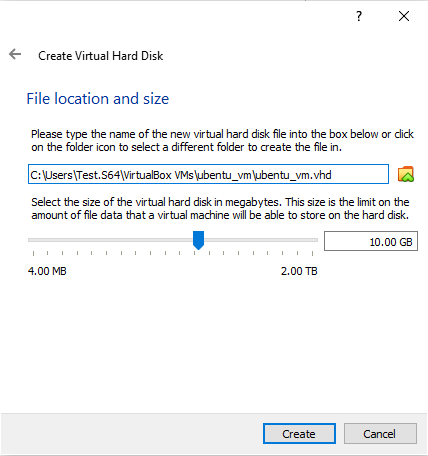 ?
Create Virtual Hard Disk
File location and size
Please type the name of the new virtual hard disk file into the box below or click
on the folder icon to select a different folder to create the file in.
C:\Users\Test.S64\VirtualBox VMs\ubentu_vm\ubentu_vm.vhd
Select the size of the virtual hard disk in megabytes. This size is the limit on the
amount of file data that a virtual machine will be able to store on the hard disk.
10.00 GB
4.00 MB 2.00 TB
Create Cancel